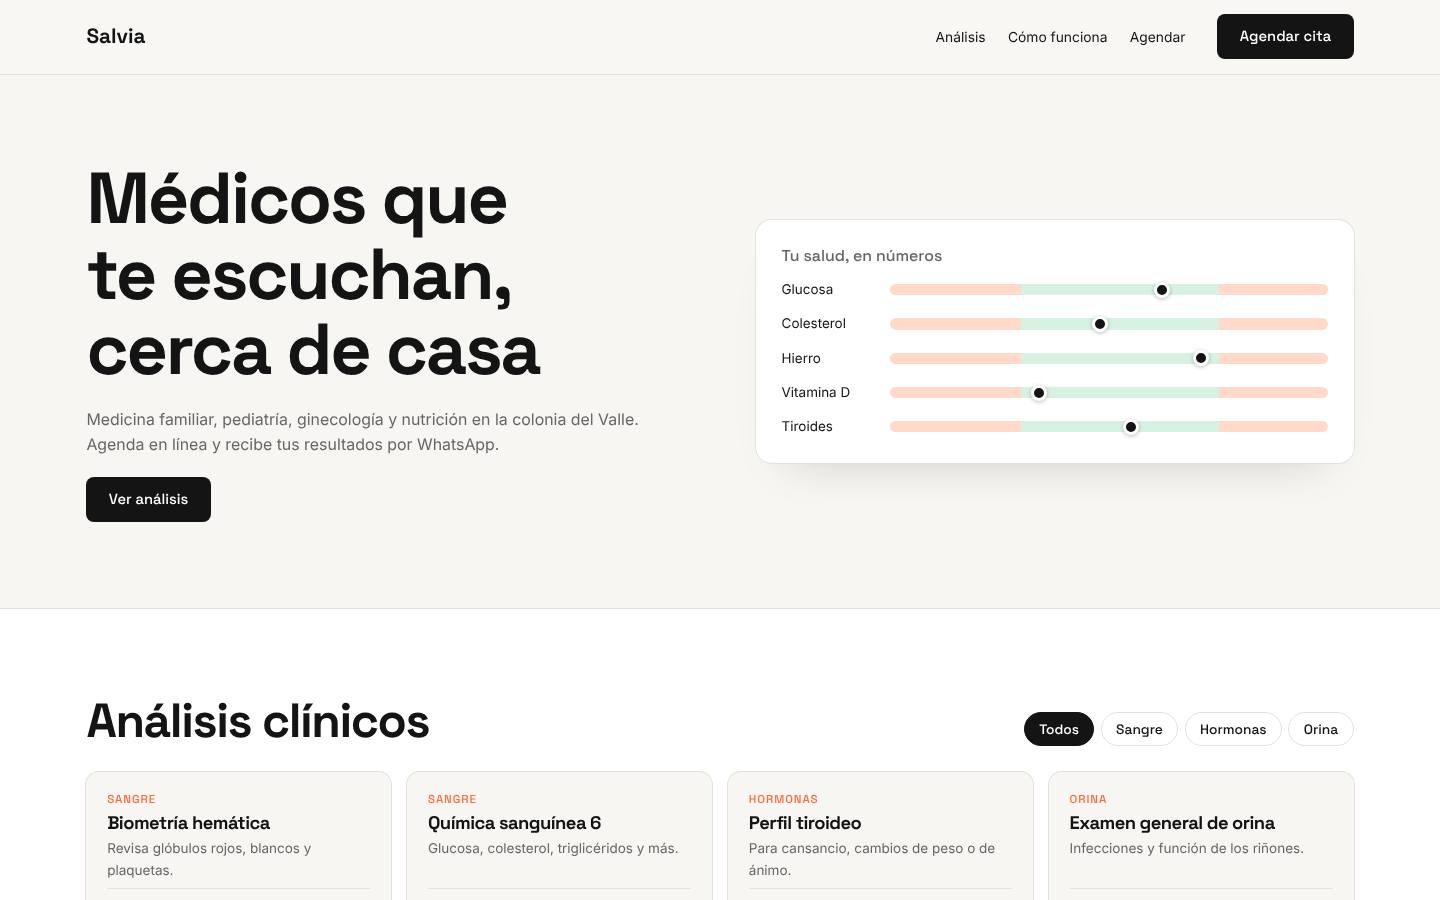 Salvia
Análisis
Cómo funciona
Agendar
Agendar cita
Médicos que
te escuchan,
cerca de casa
Medicina familiar, pediatría, ginecología y nutrición en la colonia del Valle.
Agenda en línea y recibe tus resultados por WhatsApp.
Ver análisis
Tu salud, en números
Glucosa
Colesterol
Hierro
Vitamina D
Tiroides
Análisis clínicos
Todos
Sangre
Hormonas
Orina
SANGRE
Biometría hemática
Revisa glóbulos rojos, blancos y
plaquetas.
SANGRE
Química sanguínea 6
Glucosa, colesterol, triglicéridos y más.
HORMONAS
Perfil tiroideo
Para cansancio, cambios de peso o de
ánimo.
ORINA
Examen general de orina
Infecciones y función de los riñones.